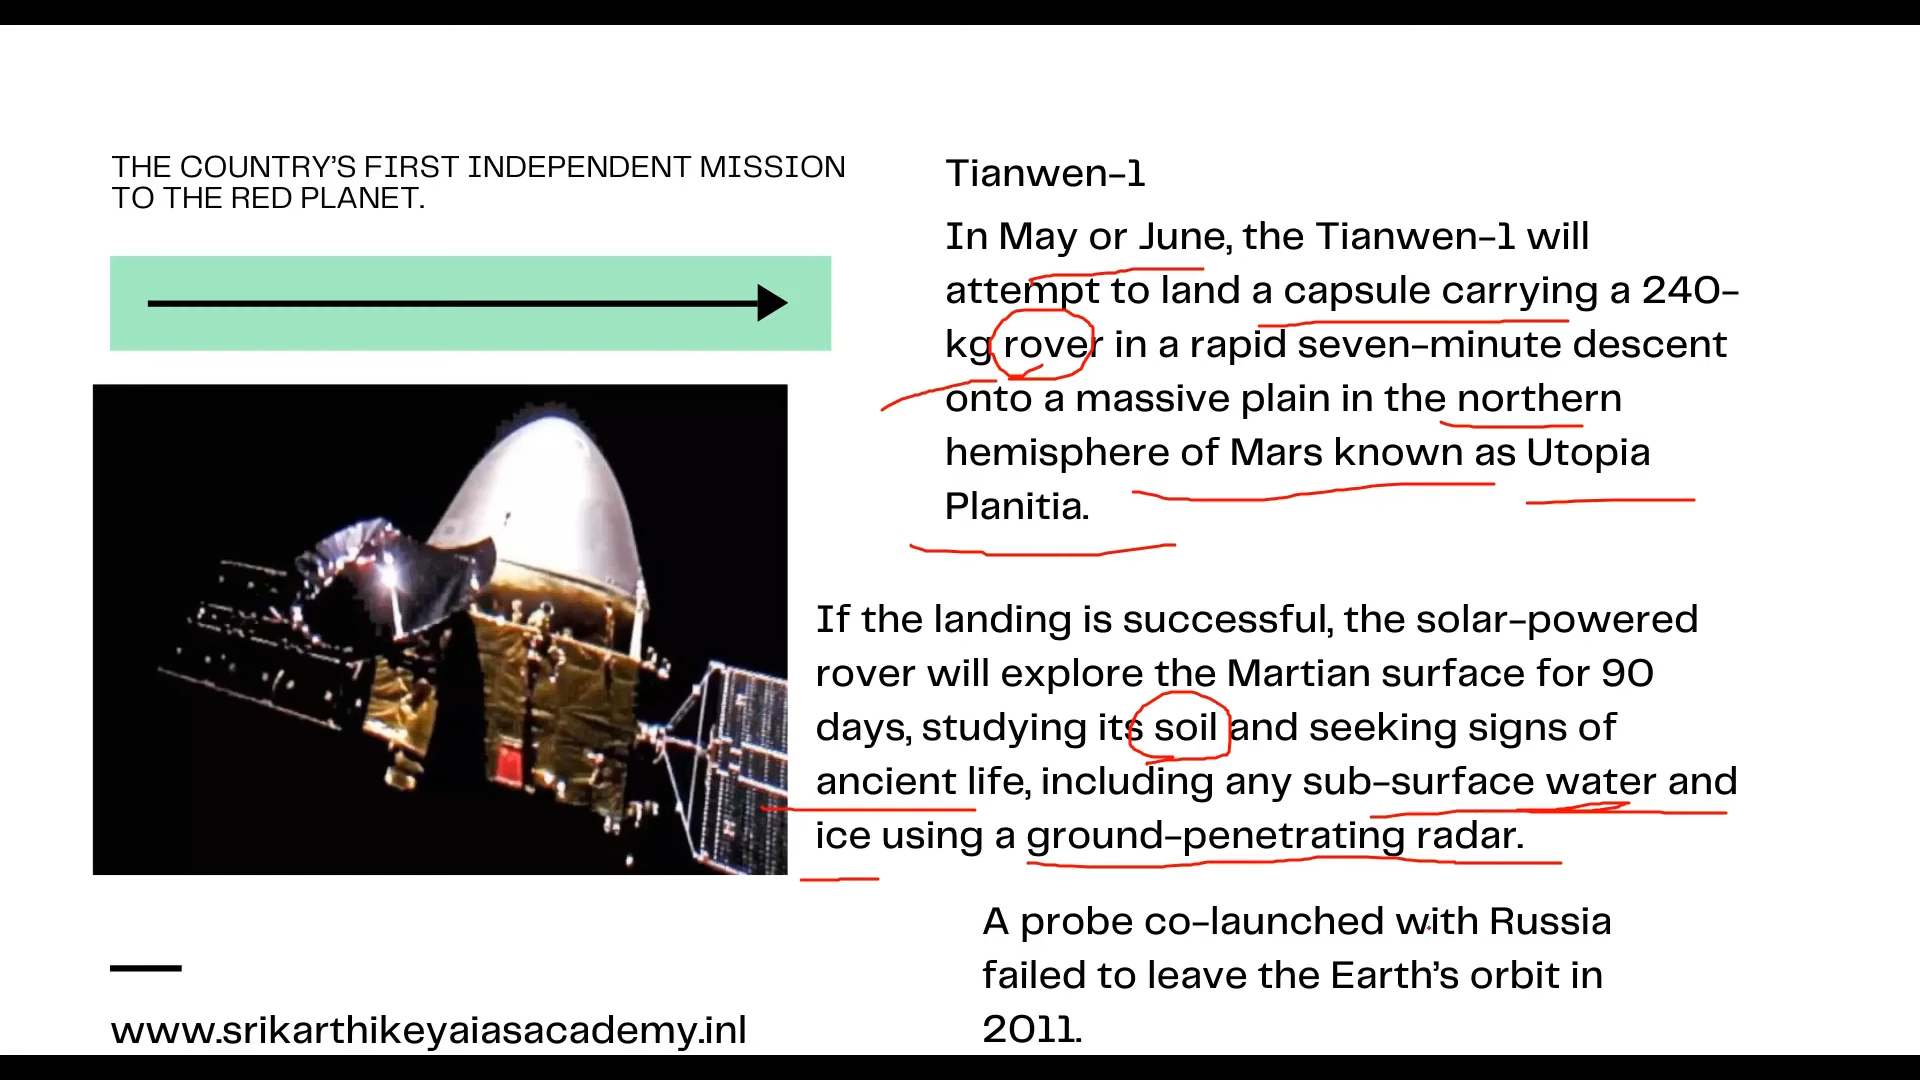 THE COUNTRY'S FIRST INDEPENDENT MISSION
TO THE RED PLANET.
Tianwen-1
In May or June, the Tianwen-1 will
attempt to land a capsule carrying a 240-
kg rover in a rapid seven-minute descent
onto a massive plain in the northern
hemisphere of Mars known as Utopia
Planitia.
If the landing is successful, the solar-powered
rover will explore the Martian surface for 90
days, studying its soil and seeking signs of
ancient life, including any sub-surface water and
ice using a ground-penetrating radar.
A probe co-launched with Russia
failed to leave the Earth's orbit in
2011.
www.srikarthikeyaiasacademy.inl